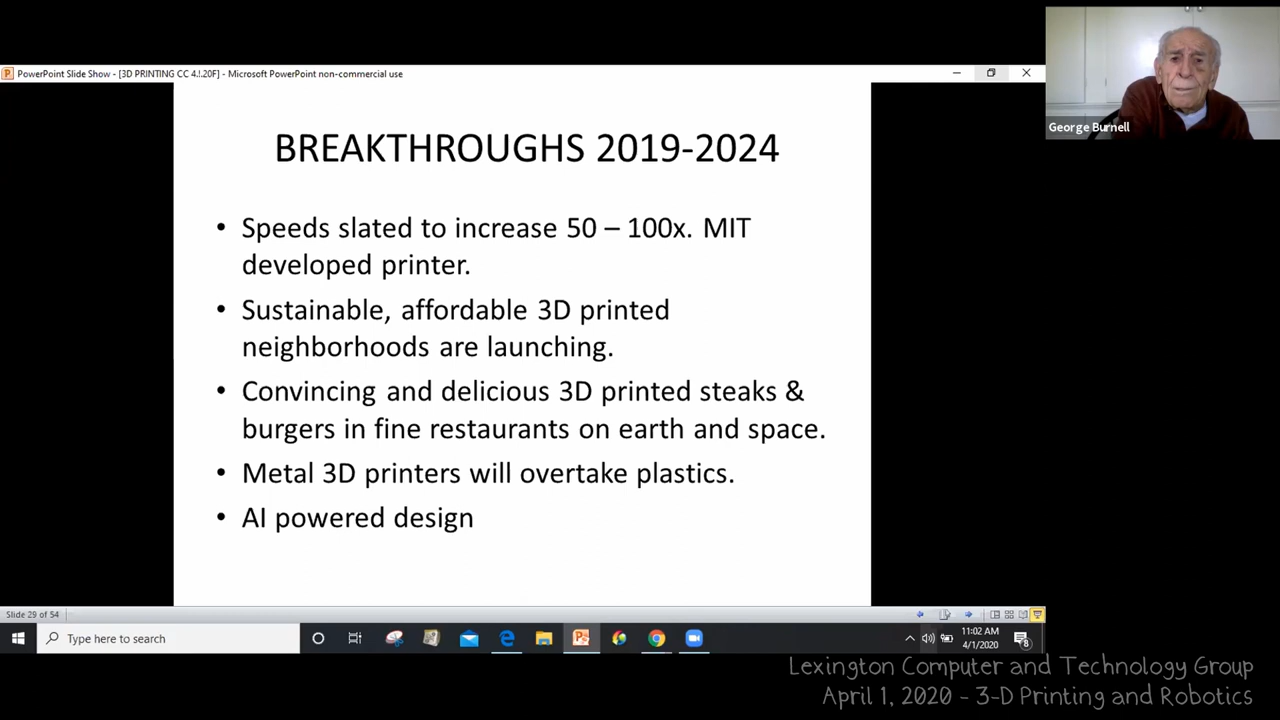 PowerPoint Slide Show - [3D PRINTING CC 4.!.20F] - Microsoft PowerPoint non-commercial use
George Burnell
BREAKTHROUGHS 2019-2024
• Speeds slated to increase 50 – 100x. MIT
developed printer.
• Sustainable, affordable 3D printed
neighborhoods are launching.
• Convincing and delicious 3D printed steaks &
burgers in fine restaurants on earth and space.
• Metal 3D printers will overtake plastics.
• AI powered design
Slide 29 of 54
Type here to search
11:02 AM
4/1/2020
8
Lexington Computer and Technology Group
April 1, 2020 - 3-D Printing and Robotics